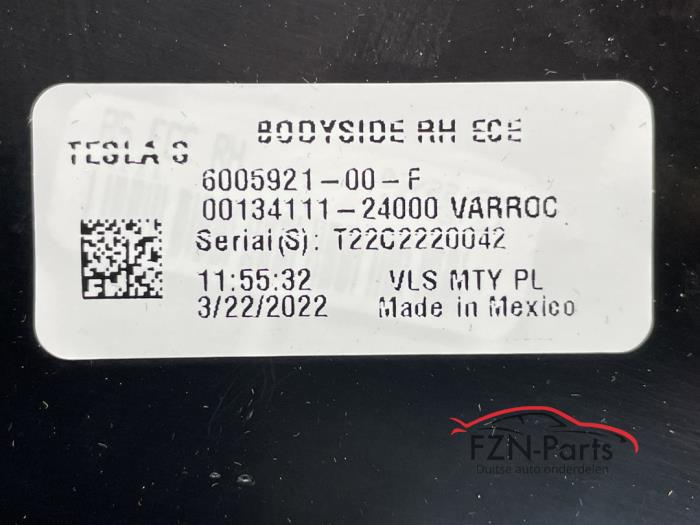 BODYSIDE RH ECE
TESLA S
6005921-00-F
00134111-24000 VARROC
Serial(S): T22C2220042
11:55:32 VLS MTY PL
3/22/2022 Made in Mexico
FZN-Parts
Duitse auto onderdelen